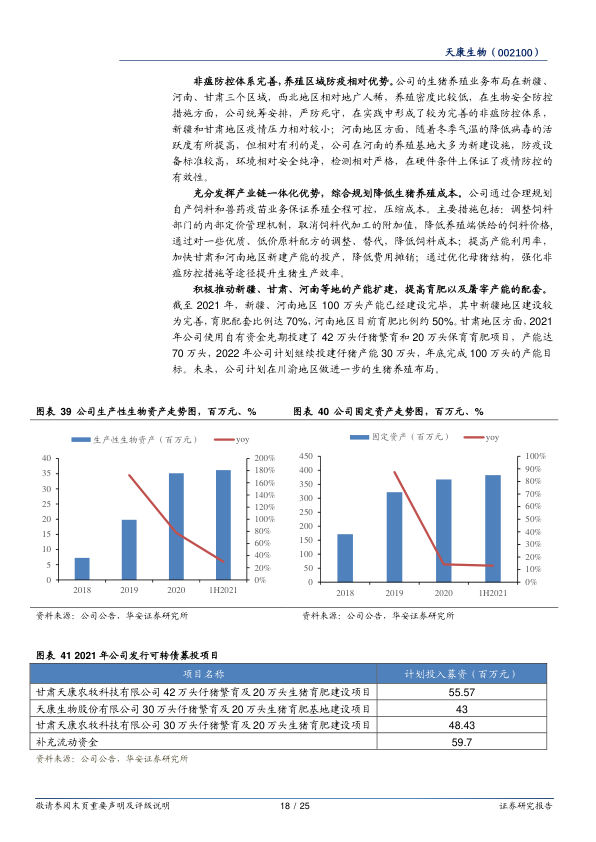 天康生物（002100）
非瘟防控体系完善，养殖区域防疫相对优势。公司的生猪养殖业务布局在新疆、
河南、甘肃三个区域，西北地区相对地广人稀，养殖密度比较低，在生物安全防控
措施方面，公司统筹安排，严防死守，在实践中形成了较为完善的非瘟防控体系，
新疆和甘肃地区疫情压力相对较小；河南地区方面，随着冬季气温的降低病毒的活
跃度有所提高，但相对有利的是，公司在河南的养殖基地大多为新建设施，防疫设
备标准较高，环境相对安全纯净，检测相对严格，在硬件条件上保证了疫情防控的
有效性。
充分发挥产业链一体化优势，综合规划降低生猪养殖成本。公司通过合理规划
自产饲料和兽药疫苗业务保证养殖全程可控，压缩成本。主要措施包括：调整饲料
部门的内部定价管理机制，取消饲料代加工的附加值，降低养殖端供给的饲料价格，
通过对一些优质、低价原料配方的调整、替代，降低饲料成本；提高产能利用率，
加快甘肃和河南地区新建产能的投产，降低费用摊销；通过优化母猪结构，强化非
瘟防控措施等途径提升生猪生产效率。
积极推动新疆、甘肃、河南等地的产能扩建，提高育肥以及屠宰产能的配套。
截至 2021 年，新疆、河南地区 100 万头产能已经建设完毕，其中新疆地区建设较
为完善，育肥配套比例达 70%，河南地区目前育肥比例约 50%。甘肃地区方面，2021
年公司使用自有资金先期投建了 42 万头仔猪繁育和 20 万头保育育肥项目，产能达
70 万头，2022 年公司计划继续投建仔猪产能 30 万头，年底完成 100 万头的产能目
标。未来，公司计划在川渝地区做进一步的生猪养殖布局。
图表 39 公司生产性生物资产走势图，百万元、%
生产性生物资产（百万元） yoy
40
35
30
25
20
15
10
5
0
200%
180%
160%
140%
120%
100%
80%
60%
40%
20%
0%
2018 2019 2020 1H2021
资料来源：公司公告，华安证券研究所
图表 40 公司固定资产走势图，百万元、%
固定资产（百万元） yoy
450
400
350
300
250
200
150
100
50
0
100%
90%
80%
70%
60%
50%
40%
30%
20%
10%
0%
2018 2019 2020 1H2021
资料来源：公司公告，华安证券研究所
图表 41 2021 年公司发行可转债募投项目
项目名称 计划投入募资（百万元）
甘肃天康农牧科技有限公司 42 万头仔猪繁育及 20 万头生猪育肥建设项目 55.57
天康生物股份有限公司 30 万头仔猪繁育及 20 万头生猪育肥基地建设项目 43
甘肃天康农牧科技有限公司 30 万头仔猪繁育及 20 万头生猪育肥建设项目 48.43
补充流动资金 59.7
资料来源：公司公告，华安证券研究所
敬请参阅末页重要声明及评级说明 18 / 25 证券研究报告